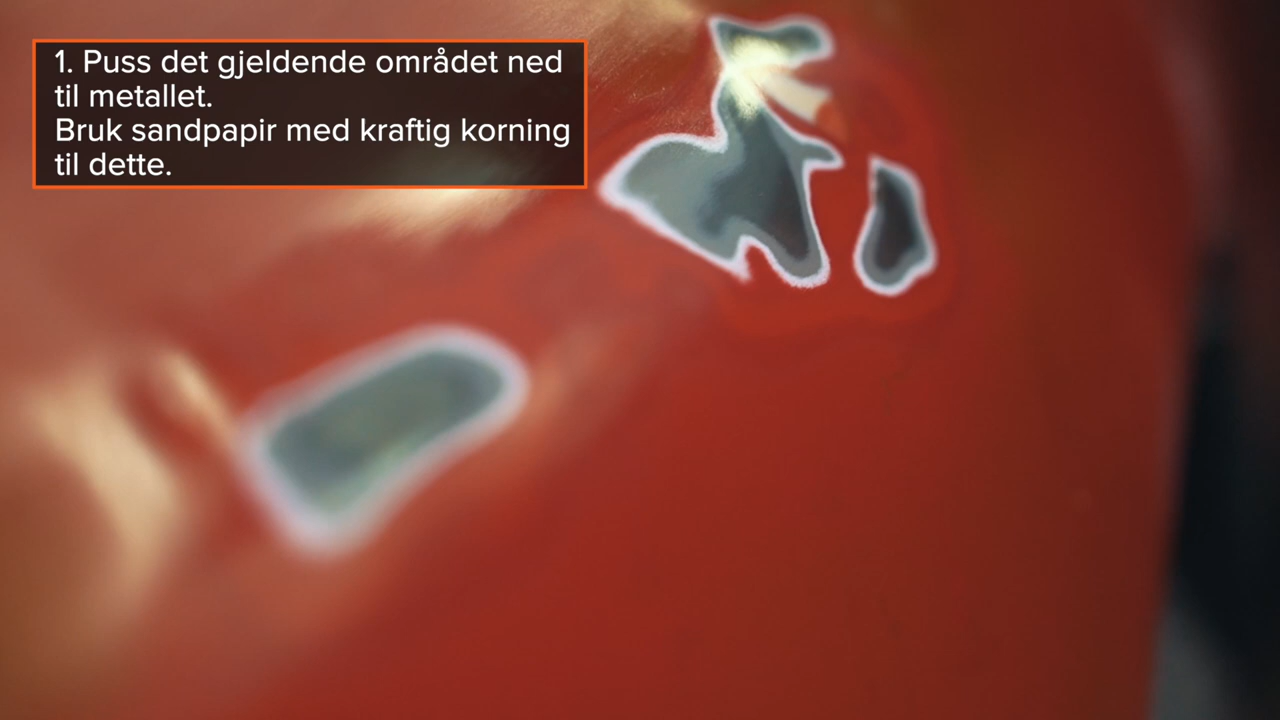 1. Puss det gjeldende området ned
til metallet.
Bruk sandpapir med kraftig korning
til dette.